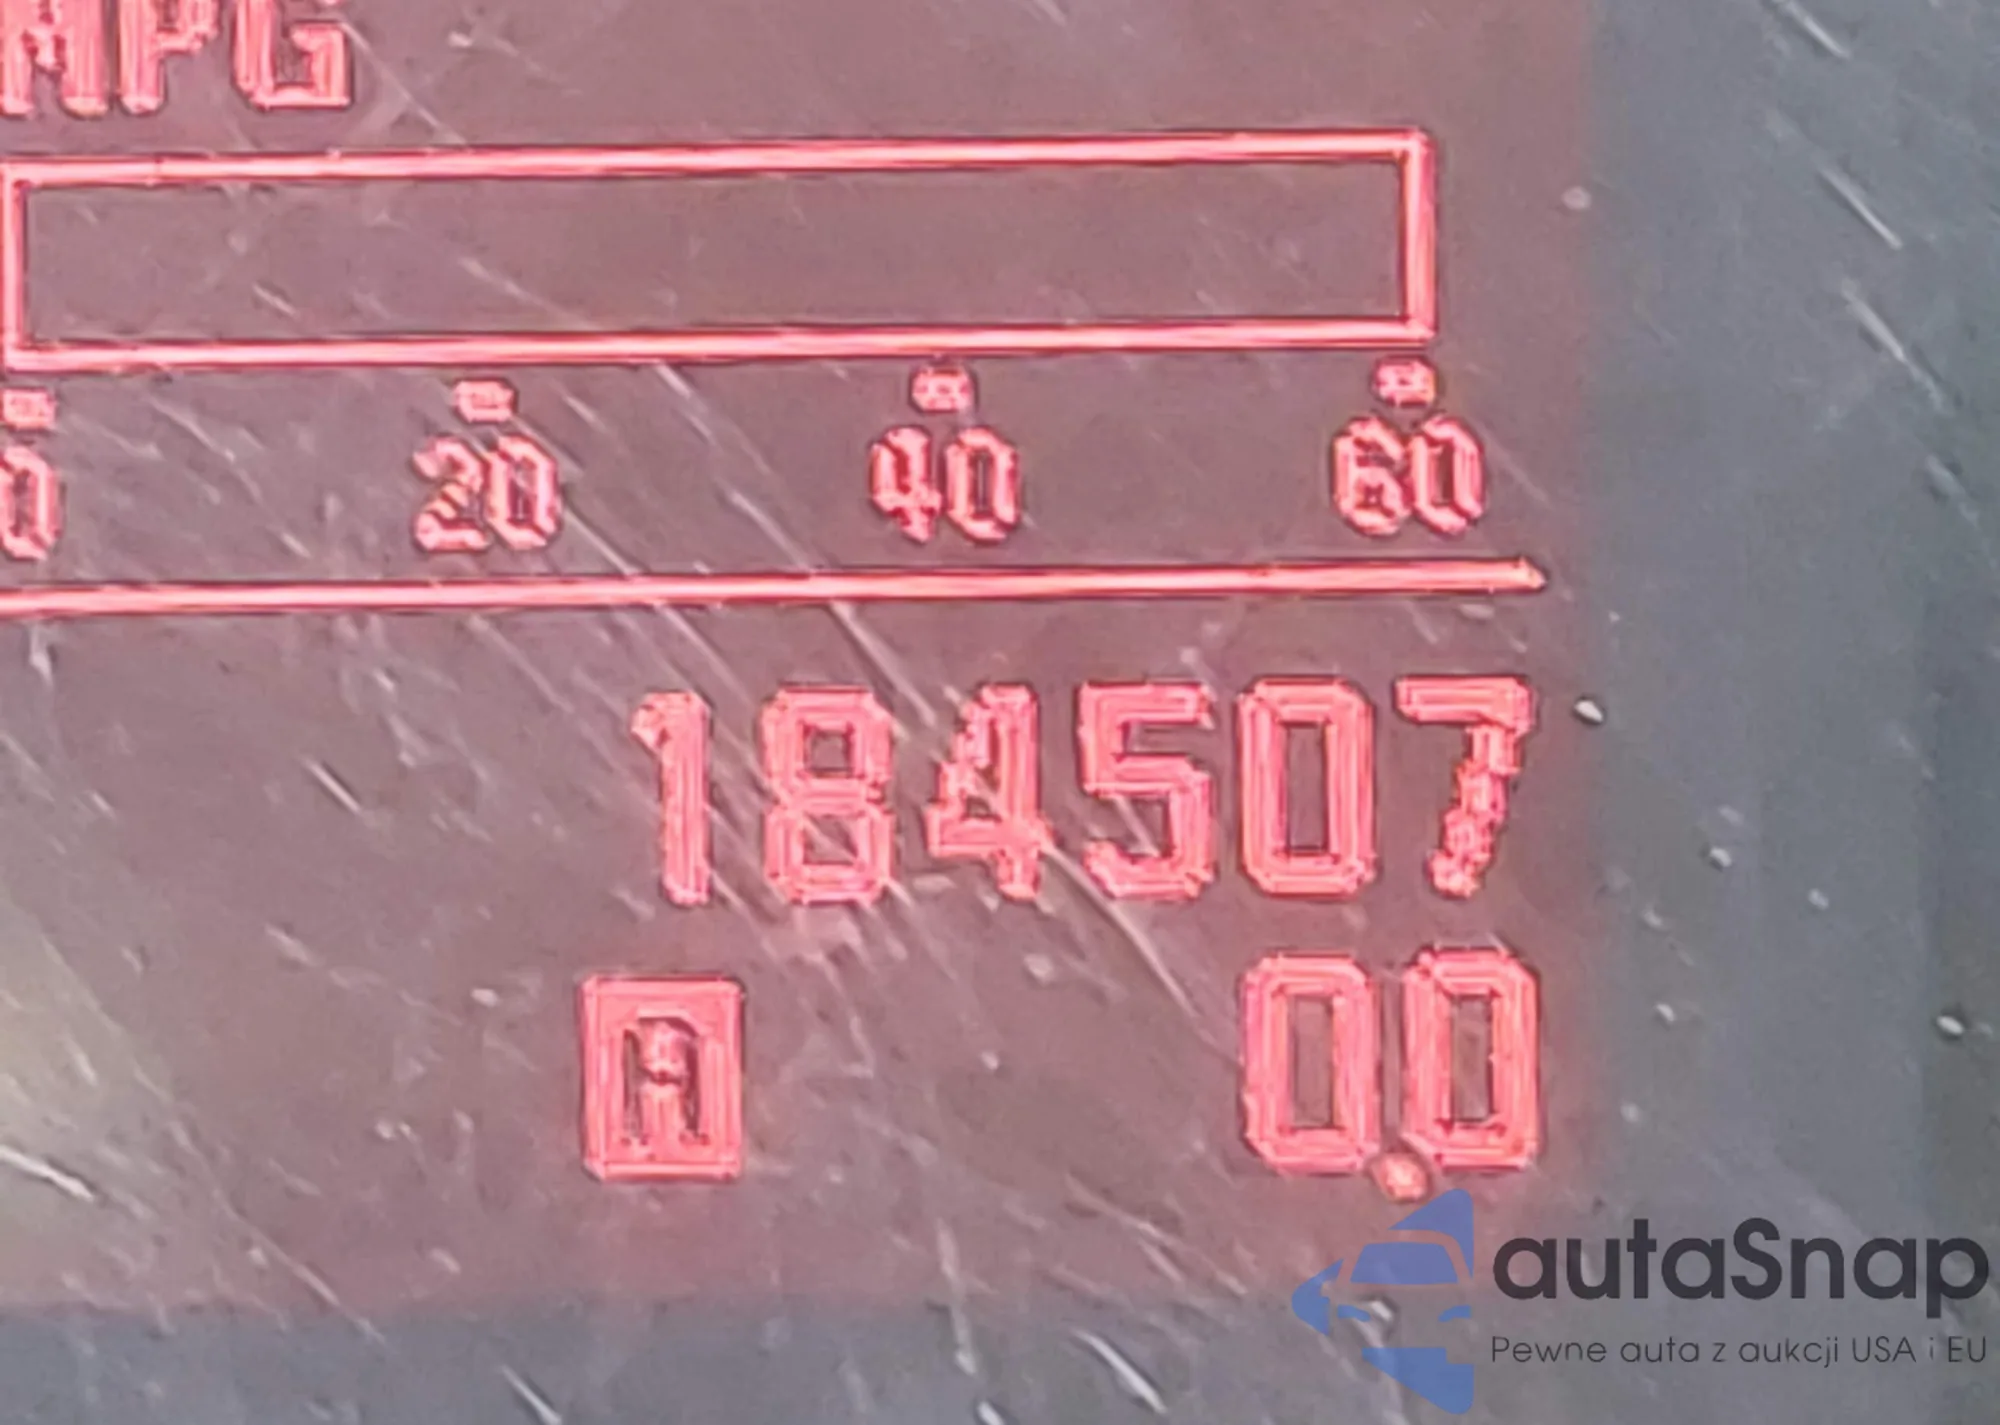 MPG
0 20 40 60
184507
A 0.0
autaSnap
Pewne auta z aukcji USA i EU